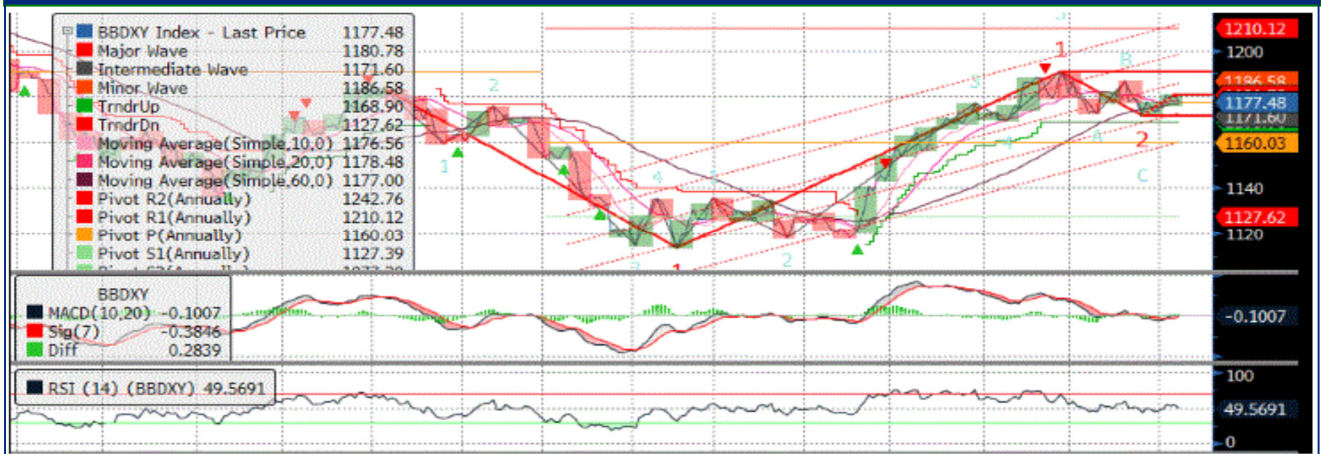 BBDXY Index - Last Price 1177.48
Major Wave 1180.78
Intermediate Wave 1171.60
Minor Wave 1186.58
TrndrUp 1168.90
TrndrDn 1127.62
Moving Average(Simple,10,0) 1176.56
Moving Average(Simple,20,0) 1178.48
Moving Average(Simple,60,0) 1177.00
Pivot R2(Annually) 1242.76
Pivot R1(Annually) 1210.12
Pivot P(Annually) 1160.03
Pivot S1(Annually) 1127.39
1
2
4
2
3
4
1
B
A
2
C
1
1210.12
1200
1186.58
1177.48
1171.60
1160.03
1140
1127.62
1120
BBDXY
MACD(10,20) -0.1007
Sig(7) -0.3846
Diff 0.2839
-0.1007
RSI (14) (BBDXY) 49.5691
100
49.5691
0